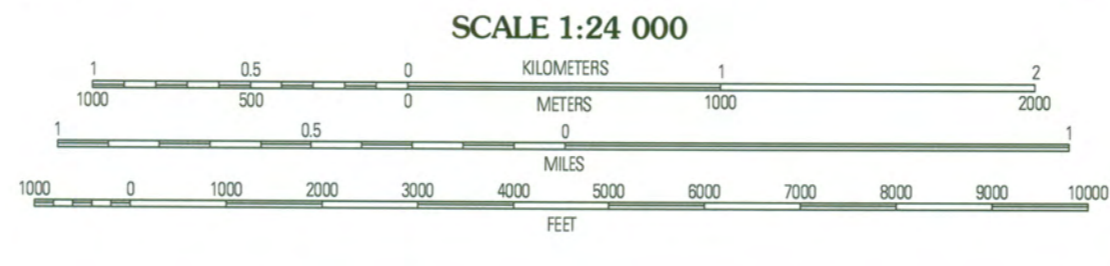 SCALE 1:24 000
1 0.5 0 KILOMETERS 1 2
1000 500 0 METERS 1000 2000
1 0.5 0 1
MILES
1000 0 1000 2000 3000 4000 5000 6000 7000 8000 9000 10000
FEET